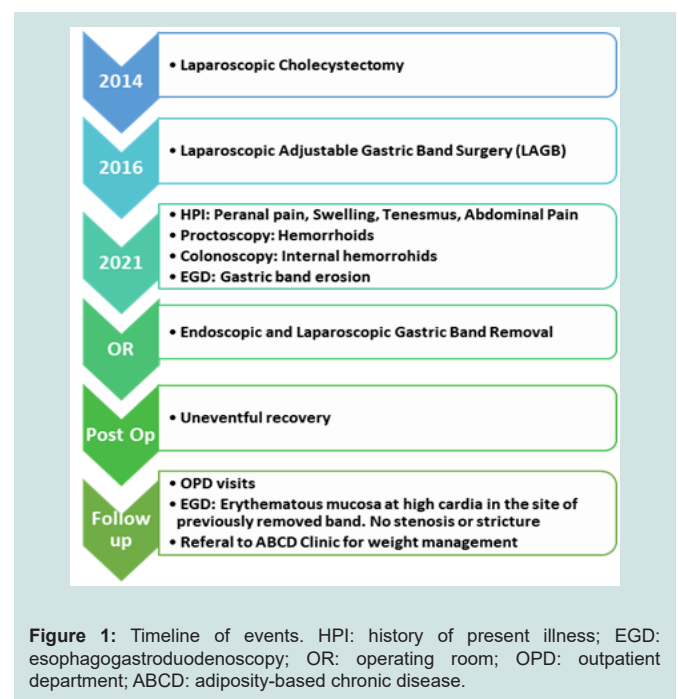 2014
• Laparoscopic Cholecystectomy
2016
• Laparoscopic Adjustable Gastric Band Surgery (LAGB)
2021
• HPI: Peranal pain, Swelling, Tenesmus, Abdominal Pain
• Proctoscopy: Hemorrhoids
• Colonoscopy: Internal hemorrohids
• EGD: Gastric band erosion
OR
• Endoscopic and Laparoscopic Gastric Band Removal
Post Op
• Uneventful recovery
Follow
up
• OPD visits
• EGD: Erythematous mucosa at high cardia in the site of
previously removed band. No stenosis or stricture
• Referal to ABCD Clinic for weight management
Figure 1: Timeline of events. HPI: history of present illness; EGD:
esophagogastroduodenoscopy; OR: operating room; OPD: outpatient
department; ABCD: adiposity-based chronic disease.